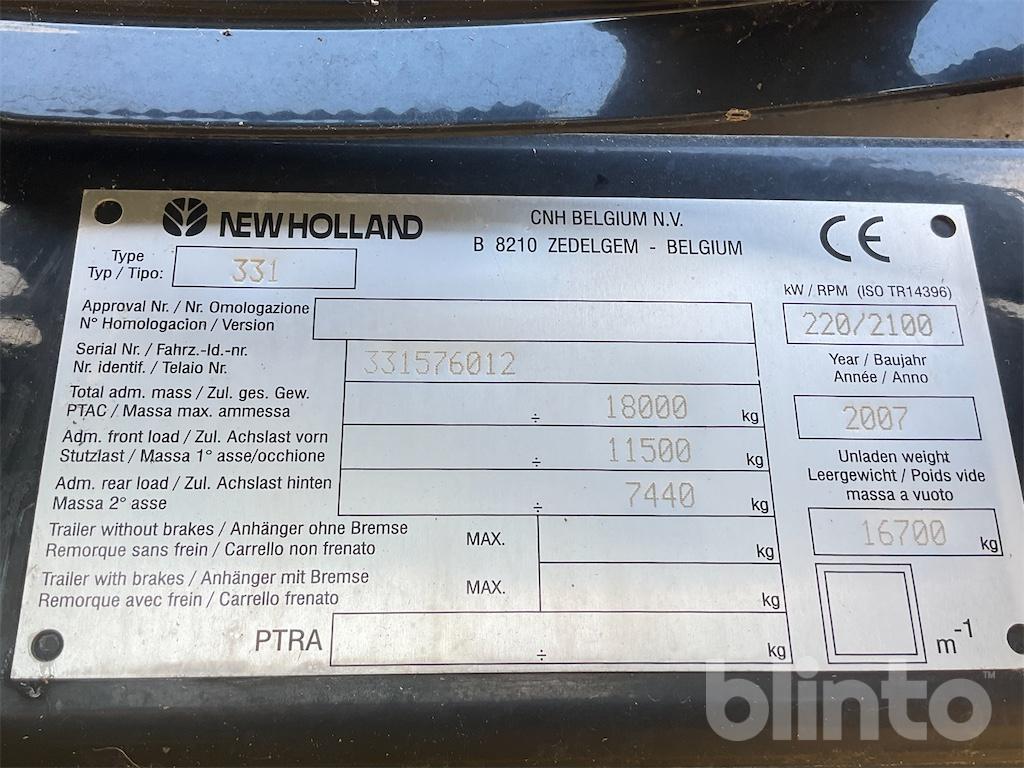 NEW HOLLAND
CNH BELGIUM N.V.
B 8210 ZEDELGEM - BELGIUM
CE
Type
Typ / Tipo:
331
Approval Nr. / Nr. Omologazione
N° Homologacion / Version
kW / RPM (ISO TR14396)
220/2100
Serial Nr. / Fahrz.-Id.-nr.
Nr. identif. / Telaio Nr.
331576012
Year / Baujahr
Année / Anno
2007
Total adm. mass / Zul. ges. Gew.
PTAC / Massa max. ammessa
÷ 18000 kg
Adm. front load / Zul. Achslast vorn
Stutzlast / Massa 1° asse/occhione
÷ 11500 kg
Unladen weight
Leergewicht / Poids vide
massa a vuoto
16700 kg
Adm. rear load / Zul. Achslast hinten
Massa 2° asse
÷ 7440 kg
Trailer without brakes / Anhänger ohne Bremse
Remorque sans frein / Carrello non frenato
MAX. kg
Trailer with brakes / Anhänger mit Bremse
Remorque avec frein / Carrello frenato
MAX. kg
PTRA ÷ kg
m-1
blinto™